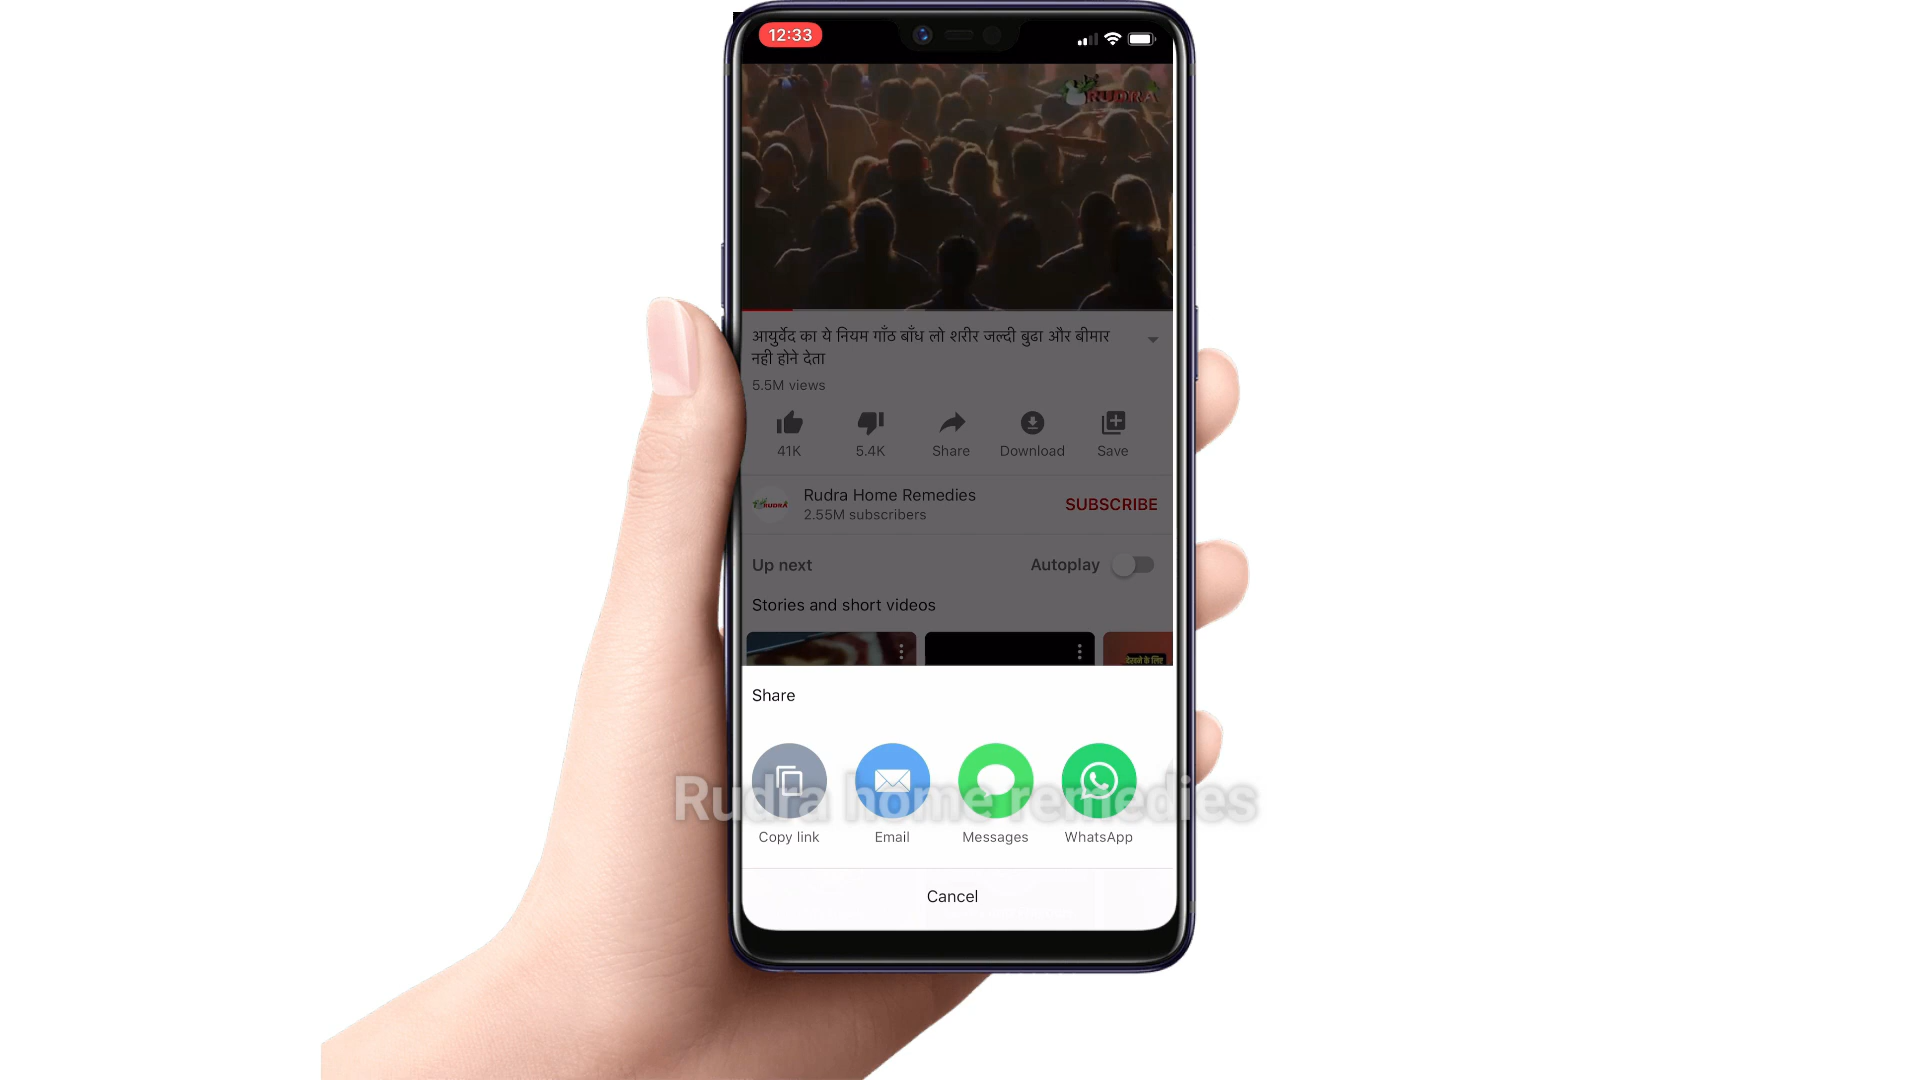 12:33
RUDRA
आयुर्वेद का ये नियम गाँठ बाँध लो शरीर जल्दी बुढा और बीमार
नही होने देता
5.5M views
41K
5.4K
Share
Download
Save
RUDRA
Rudra Home Remedies
2.55M subscribers
SUBSCRIBE
Up next
Autoplay
Stories and short videos
देखने के लिए
Share
Rudra home remedies
Copy link
Email
Messages
WhatsApp
Cancel